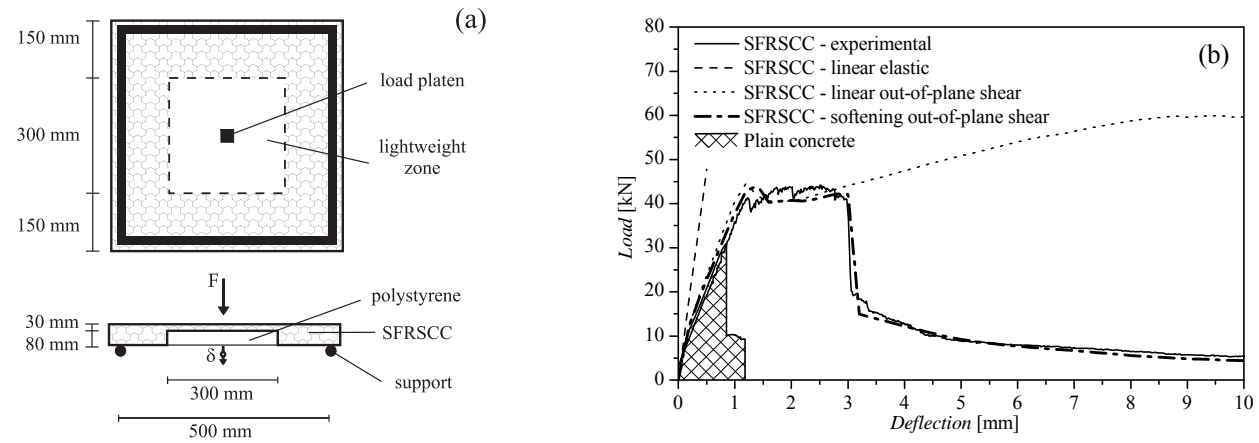 (a)
150 mm
300 mm
150 mm
load platen
lightweight
zone
F
polystyrene
30 mm
SFRSCC
80 mm
δ
support
300 mm
500 mm
(b)
SFRSCC - experimental
SFRSCC - linear elastic
SFRSCC - linear out-of-plane shear
SFRSCC - softening out-of-plane shear
Plain concrete
Load [kN]
80
70
60
50
40
30
20
10
0
0 1 2 3 4 5 6 7 8 9 10
Deflection [mm]